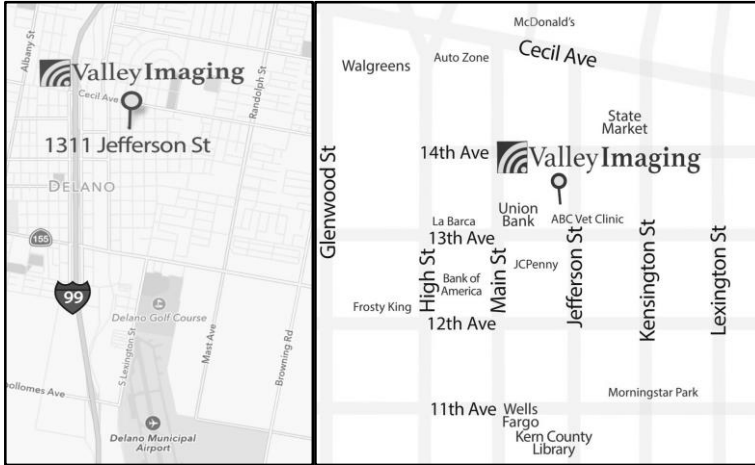 Albany St
Valley Imaging
Cecil Ave
Randolph St
1311 Jefferson St
DELANO
155
99
Delano Golf Course
S Lexington St
Mast Ave
Browning Rd
Delano Municipal
Airport
McDonald's
Cecil Ave
Walgreens
Auto Zone
State
Market
14th Ave
Valley Imaging
Glenwood St
La Barca
Union
Bank
ABC Vet Clinic
13th Ave
High St
Main St
Jefferson St
Kensington St
Lexington St
JCPenny
Bank of
America
Frosty King
12th Ave
Morningstar Park
11th Ave
Wells
Fargo
Kern County
Library